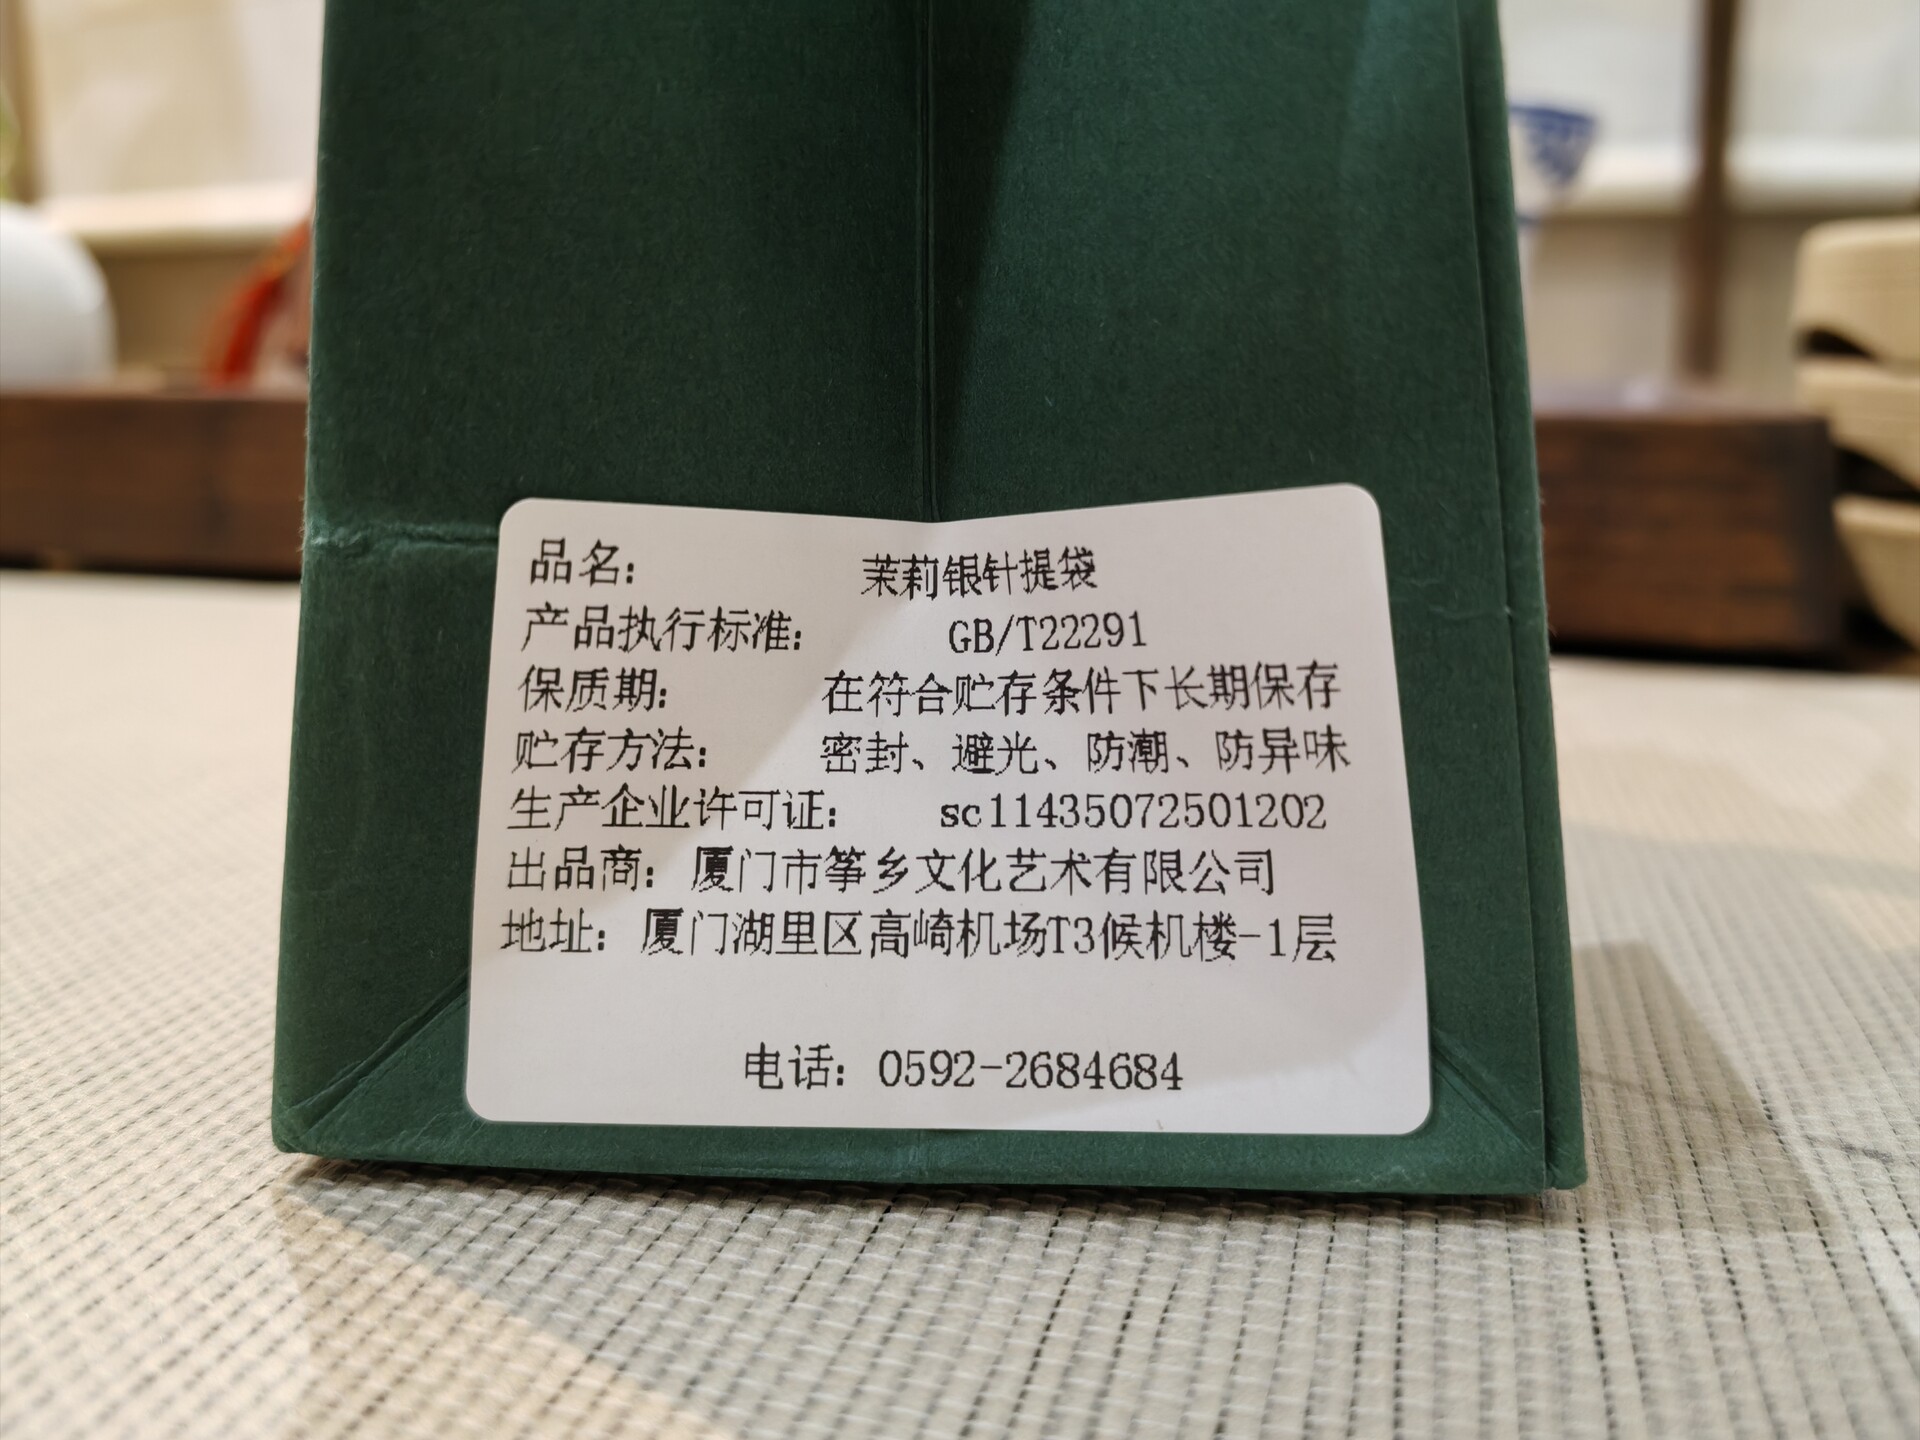 品名： 茉莉银针提袋
产品执行标准： GB/T22291
保质期： 在符合贮存条件下长期保存
贮存方法： 密封、避光、防潮、防异味
生产企业许可证： sc11435072501202
出品商：厦门市筝乡文化艺术有限公司
地址：厦门湖里区高崎机场T3候机楼-1层
电话：0592-2684684